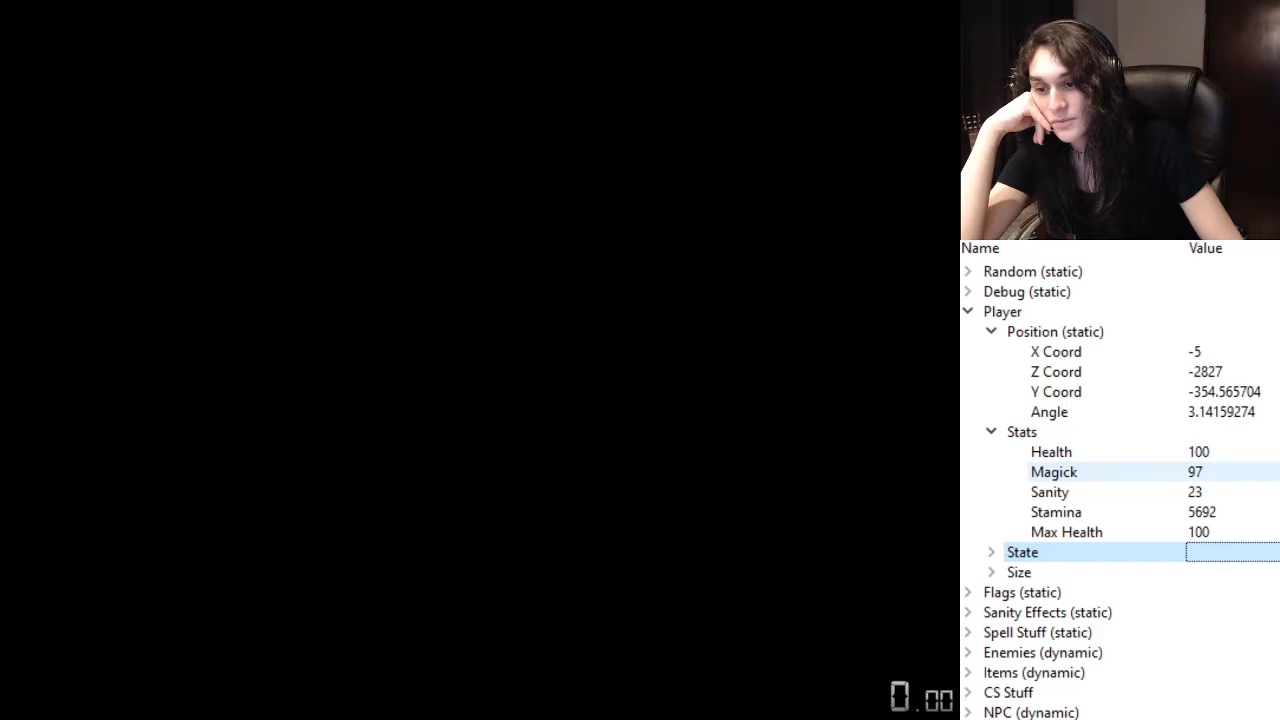 Name Value
Random (static)
Debug (static)
Player
Position (static)
X Coord -5
Z Coord -2827
Y Coord -354.565704
Angle 3.14159274
Stats
Health 100
Magick 97
Sanity 23
Stamina 5692
Max Health 100
State
Size
Flags (static)
Sanity Effects (static)
Spell Stuff (static)
Enemies (dynamic)
Items (dynamic)
CS Stuff
0.00
NPC (dynamic)